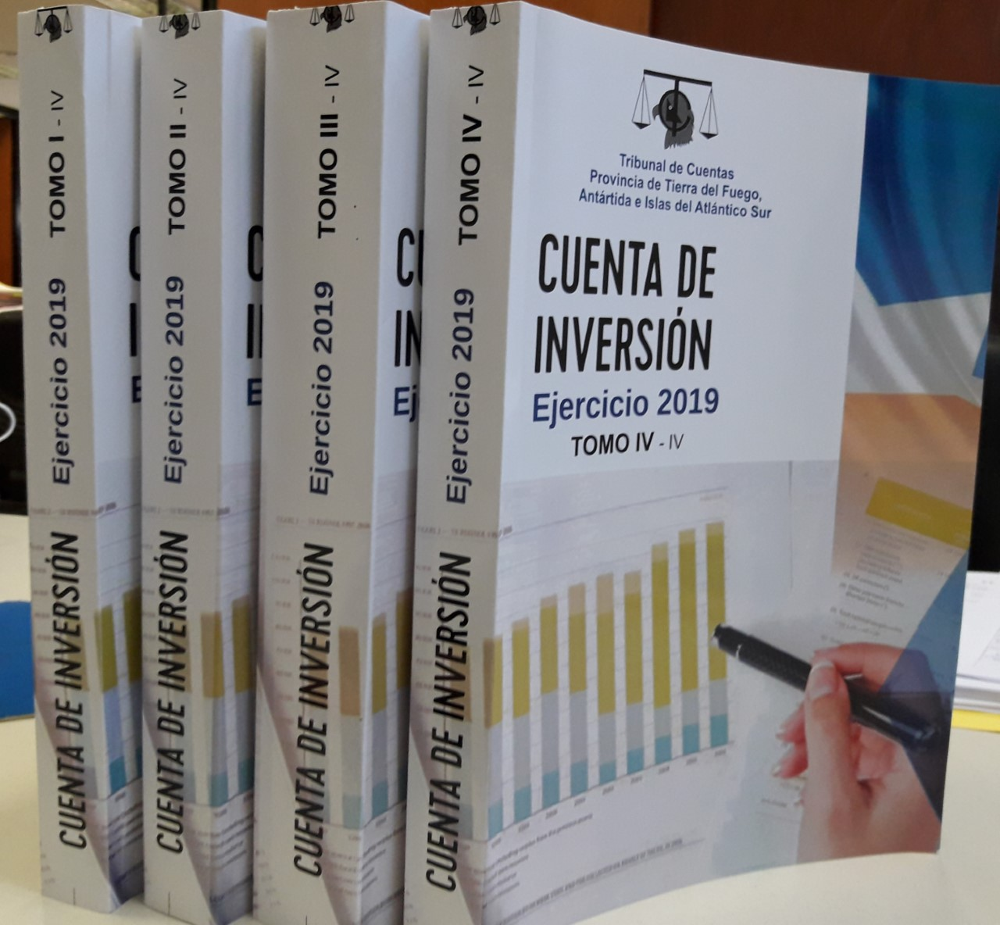 TOMO I - IV
Ejercicio 2019
CUENTA DE INVERSIÓN
TOMO II - IV
Ejercicio 2019
CUENTA DE INVERSIÓN
TOMO III - IV
Ejercicio 2019
CUENTA DE INVERSIÓN
TOMO IV - IV
Ejercicio 2019
CUENTA DE INVERSIÓN
Tribunal de Cuentas
Provincia de Tierra del Fuego,
Antártida e Islas del Atlántico Sur
CUENTA DE
INVERSIÓN
Ejercicio 2019
TOMO IV - IV